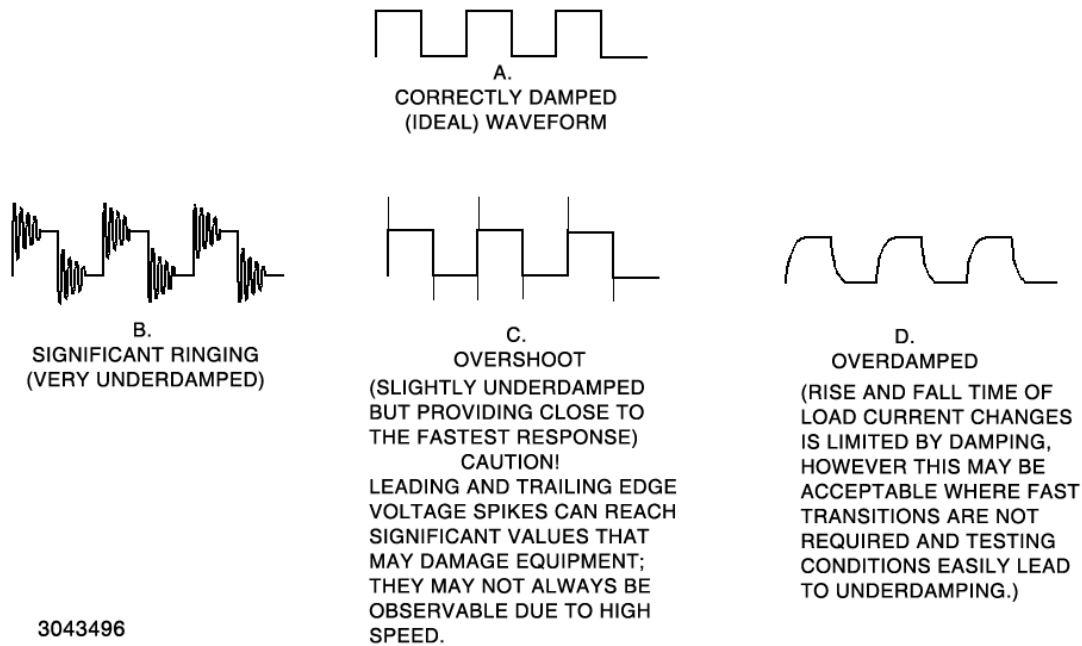 A.
CORRECTLY DAMPED
(IDEAL) WAVEFORM
B.
SIGNIFICANT RINGING
(VERY UNDERDAMPED)
C.
OVERSHOOT
(SLIGHTLY UNDERDAMPED
BUT PROVIDING CLOSE TO
THE FASTEST RESPONSE)
CAUTION!
LEADING AND TRAILING EDGE
VOLTAGE SPIKES CAN REACH
SIGNIFICANT VALUES THAT
MAY DAMAGE EQUIPMENT;
THEY MAY NOT ALWAYS BE
OBSERVABLE DUE TO HIGH
SPEED.
D.
OVERDAMPED
(RISE AND FALL TIME OF
LOAD CURRENT CHANGES
IS LIMITED BY DAMPING,
HOWEVER THIS MAY BE
ACCEPTABLE WHERE FAST
TRANSITIONS ARE NOT
REQUIRED AND TESTING
CONDITIONS EASILY LEAD
TO UNDERDAMPING.)
3043496